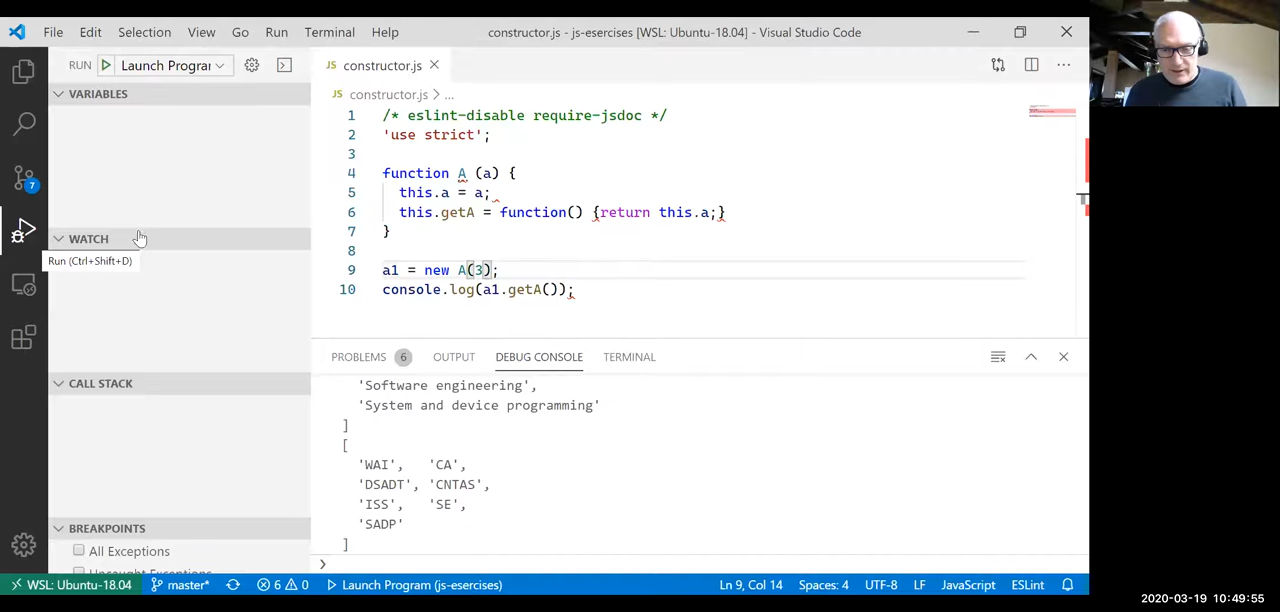 File Edit Selection View Go Run Terminal Help constructor.js - js-esercises [WSL: Ubuntu-18.04] - Visual Studio Code
RUN Launch Progra
VARIABLES
7
WATCH
Run (Ctrl+Shift+D)
CALL STACK
BREAKPOINTS
All Exceptions
Uncaught Exceptions
JS constructor.js
JS constructor.js > ...
1 /* eslint-disable require-jsdoc */
2 'use strict';
3
4 function A (a) {
5 this.a = a;
6 this.getA = function() {return this.a;}
7 }
8
9 a1 = new A(3);
10 console.log(a1.getA());
PROBLEMS 6 OUTPUT DEBUG CONSOLE TERMINAL
'Software engineering',
'System and device programming'
]
[
'WAI', 'CA',
'DSADT', 'CNTAS',
'ISS', 'SE',
'SADP'
]
>
WSL: Ubuntu-18.04 master* 6 0 Launch Program (js-esercises) Ln 9, Col 14 Spaces: 4 UTF-8 LF JavaScript ESLint
2020-03-19 10:49:55